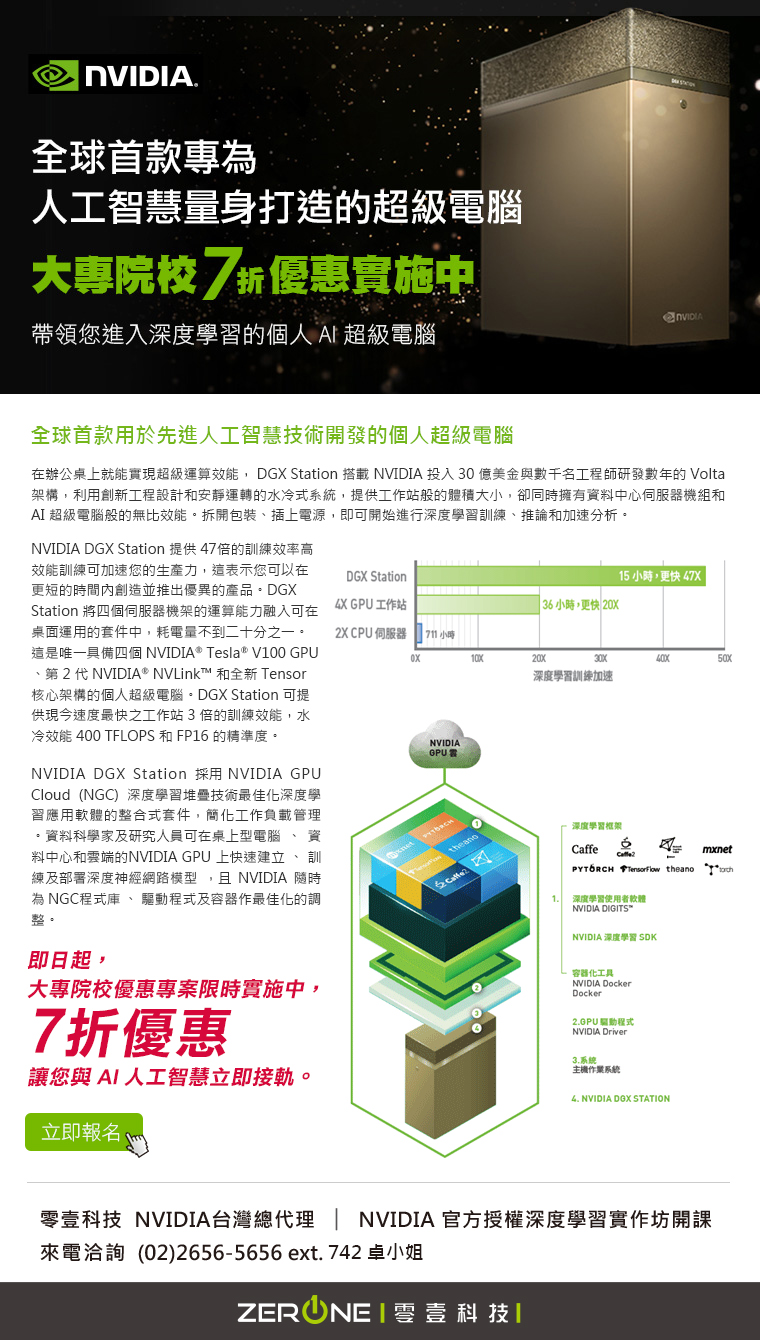 NVIDIA.
DGX STATION
全球首款專為
人工智慧量身打造的超級電腦
大專院校7折優惠實施中
帶領您進入深度學習的個人 AI 超級電腦
NVIDIA
全球首款用於先進人工智慧技術開發的個人超級電腦
在辦公桌上就能實現超級運算效能， DGX Station 搭載 NVIDIA 投入 30 億美金與數千名工程師研發數年的 Volta
架構，利用創新工程設計和安靜運轉的水冷式系統，提供工作站般的體積大小，卻同時擁有資料中心伺服器機組和
AI 超級電腦般的無比效能。拆開包裝、插上電源，即可開始進行深度學習訓練、推論和加速分析。
NVIDIA DGX Station 提供 47倍的訓練效率高
效能訓練可加速您的生產力，這表示您可以在
更短的時間內創造並推出優異的產品。DGX
Station 將四個伺服器機架的運算能力融入可在
桌面運用的套件中，耗電量不到二十分之一。
這是唯一具備四個 NVIDIA® Tesla® V100 GPU
、第 2 代 NVIDIA® NVLink™ 和全新 Tensor
核心架構的個人超級電腦。DGX Station 可提
供現今速度最快之工作站 3 倍的訓練效能，水
冷效能 400 TFLOPS 和 FP16 的精準度。
NVIDIA DGX Station 採用 NVIDIA GPU
Cloud (NGC) 深度學習堆疊技術最佳化深度學
習應用軟體的整合式套件，簡化工作負載管理
。資料科學家及研究人員可在桌上型電腦 、 資
料中心和雲端的NVIDIA GPU 上快速建立 、 訓
練及部署深度神經網路模型 ，且 NVIDIA 隨時
為 NGC程式庫 、 驅動程式及容器作最佳化的調
整。
DGX Station
15 小時，更快 47X
4X GPU 工作站
36 小時，更快 20X
2X CPU 伺服器
711 小時
0X 10X 20X 30X 40X 50X
深度學習訓練加速
NVIDIA
GPU 雲
PYTORCH
mxnet
theano
TensorFlow
Caffe2
1
2
3
4
深度學習框架
Caffe
Caffe2
mxnet
PYTORCH TensorFlow theano torch
1. 深度學習使用者軟體
NVIDIA DIGITS™
NVIDIA 深度學習 SDK
容器化工具
NVIDIA Docker
Docker
2.GPU 驅動程式
NVIDIA Driver
3.系統
主機作業系統
4. NVIDIA DGX STATION
即日起，
大專院校優惠專案限時實施中，
7折優惠
讓您與 AI 人工智慧立即接軌。
立即報名
零壹科技 NVIDIA台灣總代理 │ NVIDIA 官方授權深度學習實作坊開課
來電洽詢 (02)2656-5656 ext. 742 卓小姐
ZERONE | 零壹科技 |